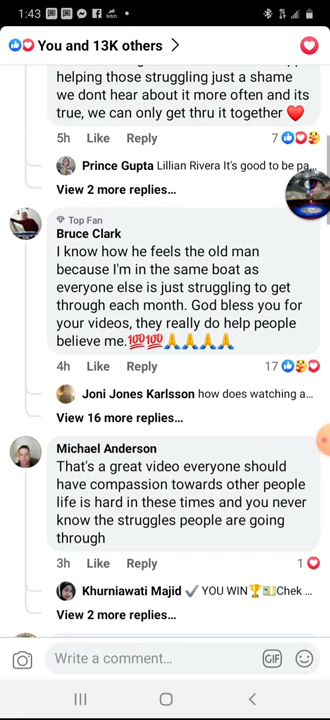 1:43
You and 13K others
helping those struggling just a shame
we dont hear about it more often and its
true, we can only get thru it together ❤️
5h Like Reply 7
Prince Gupta Lillian Rivera It's good to be pa...
View 2 more replies...
Top Fan
Bruce Clark
I know how he feels the old man
because I'm in the same boat as
everyone else is just struggling to get
through each month. God bless you for
your videos, they really do help people
believe me.💯💯🙏🙏🙏🙏
4h Like Reply 17
Joni Jones Karlsson how does watching a...
View 16 more replies...
Michael Anderson
That's a great video everyone should
have compassion towards other people
life is hard in these times and you never
know the struggles people are going
through
3h Like Reply 1
Khurniawati Majid ✔️ YOU WIN🏆💵Chek ...
View 2 more replies...
Write a comment...
GIF